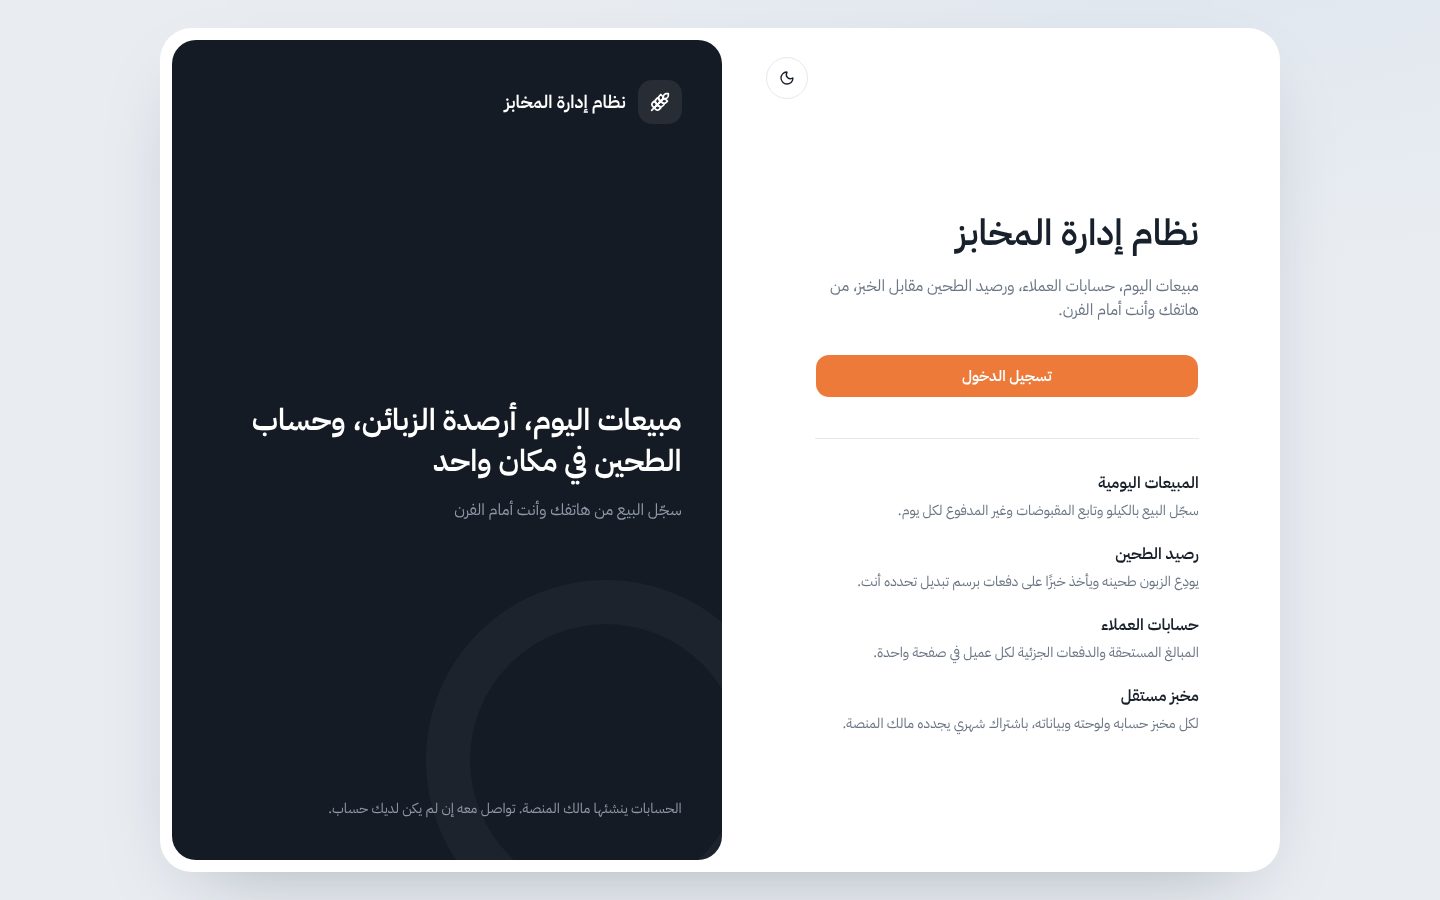 نظام إدارة المخابز
مبيعات اليوم، حسابات العملاء، ورصيد الطحين مقابل الخبز، من
هاتفك وأنت أمام الفرن.
تسجيل الدخول
المبيعات اليومية
سجّل البيع بالكيلو وتابع المقبوضات وغير المدفوع لكل يوم.
رصيد الطحين
يودِع الزبون طحينه ويأخذ خبزًا على دفعات برسم تبديل تحدده أنت.
حسابات العملاء
المبالغ المستحقة والدفعات الجزئية لكل عميل في صفحة واحدة.
مخبز مستقل
لكل مخبز حسابه ولوحته وبياناته، باشتراك شهري يجدده مالك المنصة.
نظام إدارة المخابز
مبيعات اليوم، أرصدة الزبائن، وحساب
الطحين في مكان واحد
سجّل البيع من هاتفك وأنت أمام الفرن
الحسابات ينشئها مالك المنصة. تواصل معه إن لم يكن لديك حساب.